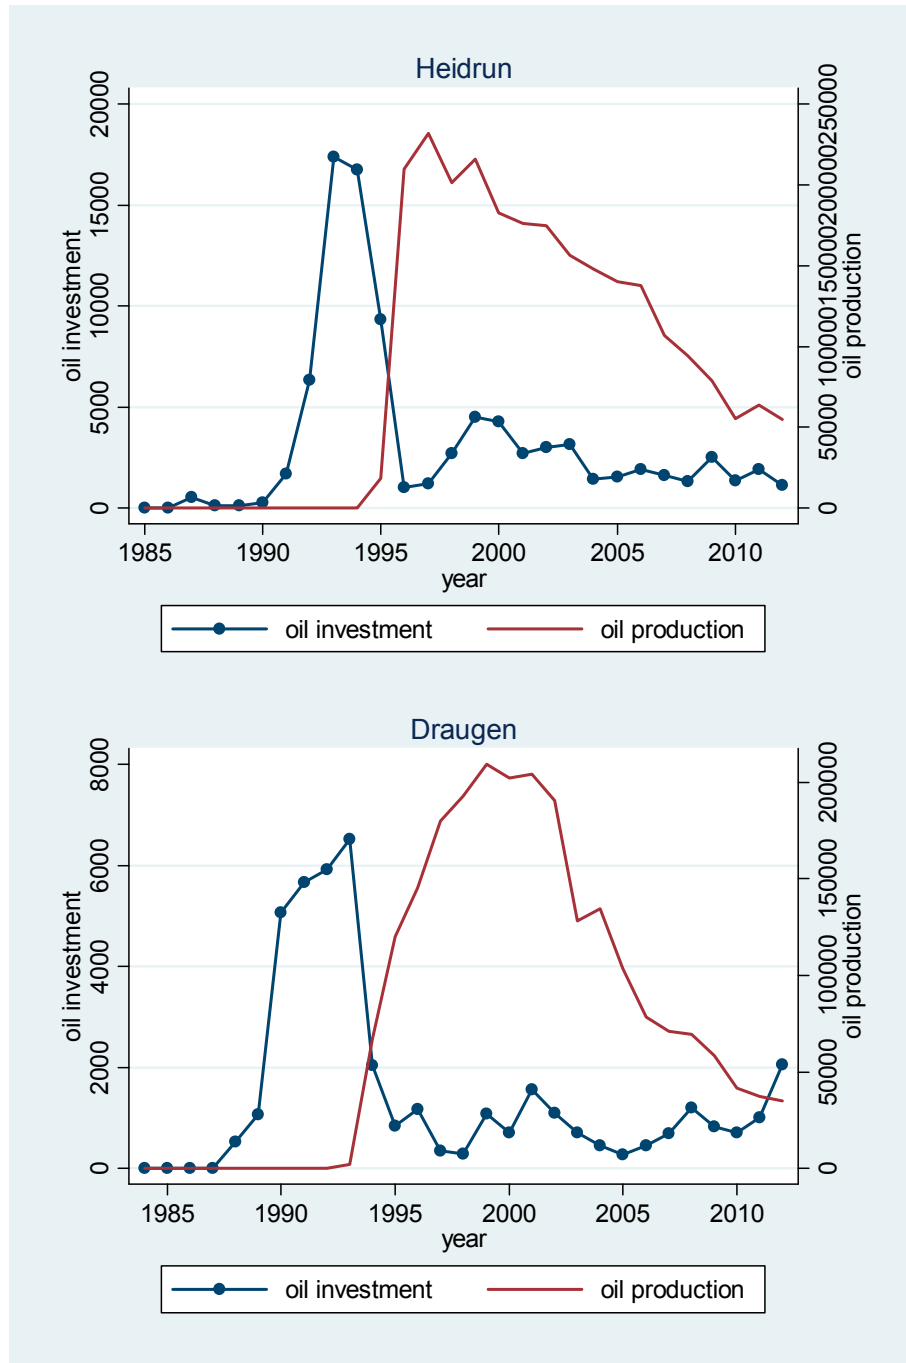 Heidrun
oil investment
20000
15000
10000
5000
0
oil production
250000
200000
150000
100000
50000
0
1985 1990 1995 2000 2005 2010
year
oil investment oil production
Draugen
oil investment
8000
6000
4000
2000
0
oil production
200000
150000
100000
50000
0
1985 1990 1995 2000 2005 2010
year
oil investment oil production